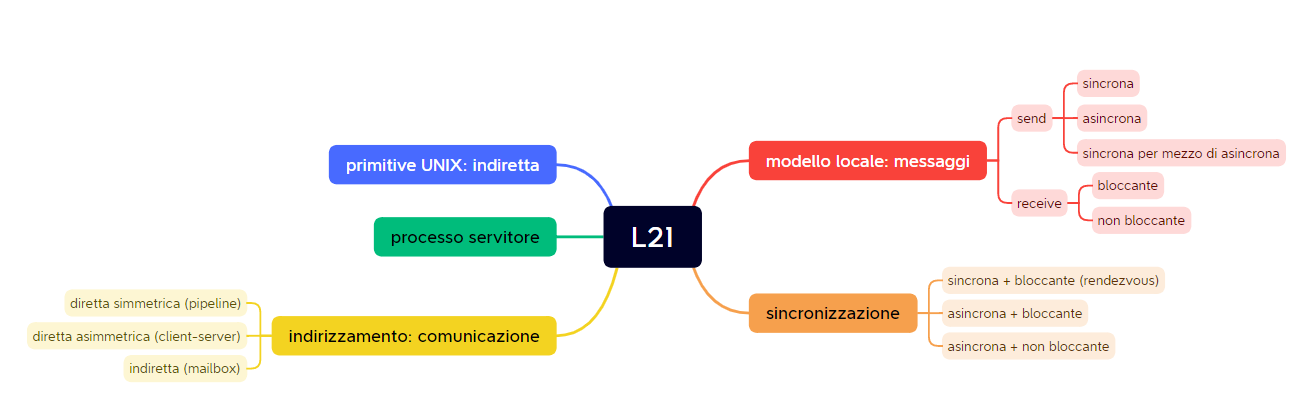 L21
modello locale: messaggi
send
sincrona
asincrona
sincrona per mezzo di asincrona
receive
bloccante
non bloccante
sincronizzazione
sincrona + bloccante (rendezvous)
asincrona + bloccante
asincrona + non bloccante
primitive UNIX: indiretta
processo servitore
indirizzamento: comunicazione
diretta simmetrica (pipeline)
diretta asimmetrica (client-server)
indiretta (mailbox)